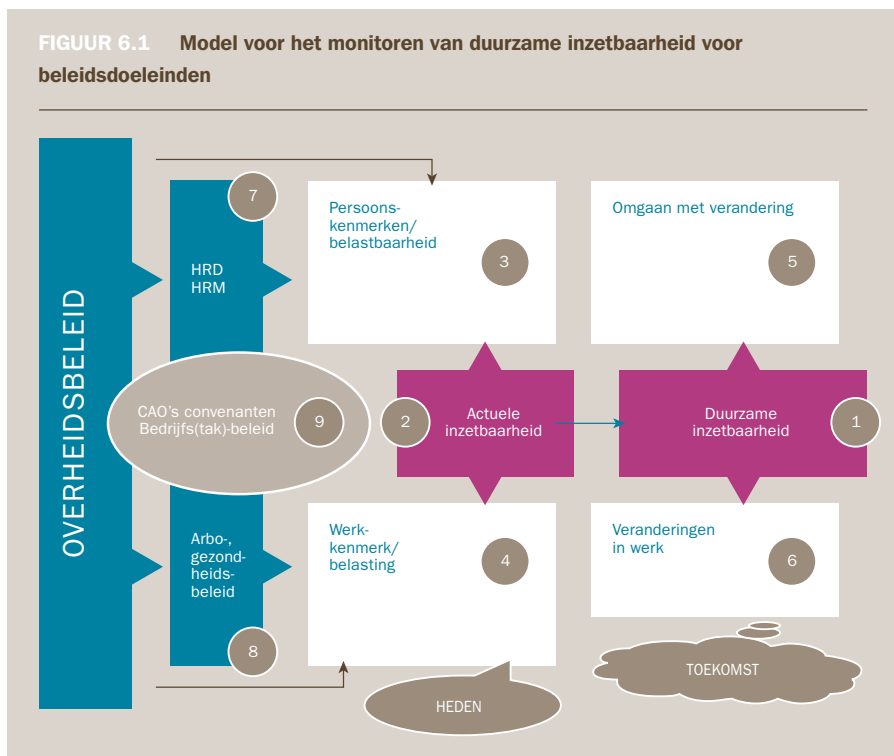 FIGUUR 6.1 Model voor het monitoren van duurzame inzetbaarheid voor
beleidsdoeleinden
OVERHEIDSBELEID
7
HRD
HRM
Persoons-
kenmerken/
belastbaarheid
3
Omgaan met verandering
5
CAO's convenanten
Bedrijfs(tak)-beleid
9
2
Actuele
inzetbaarheid
Duurzame
inzetbaarheid
1
Arbo-,
gezond-
heids-
beleid
8
Werk-
kenmerk/
belasting
4
Veranderingen
in werk
6
HEDEN
TOEKOMST